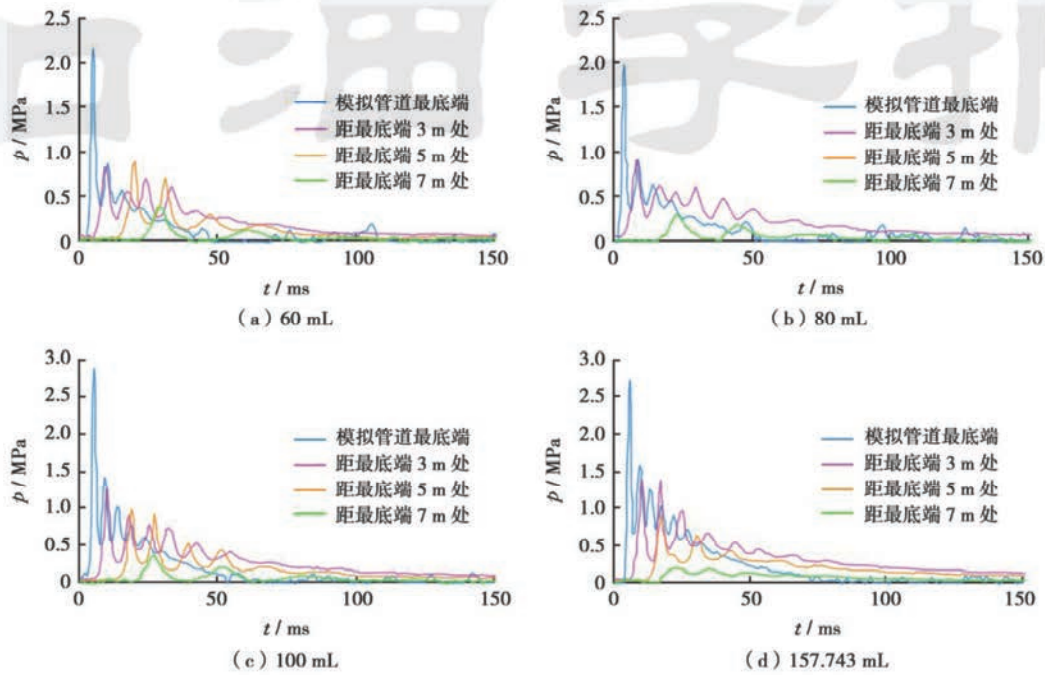 石油学报
2.5
2.0
1.5
1.0
0.5
0
p / MPa
模拟管道最底端
距最底端 3 m 处
距最底端 5 m 处
距最底端 7 m 处
0 50 100 150
t / ms
(a) 60 mL
2.5
2.0
1.5
1.0
0.5
0
p / MPa
模拟管道最底端
距最底端 3 m 处
距最底端 5 m 处
距最底端 7 m 处
0 50 100 150
t / ms
(b) 80 mL
3.0
2.5
2.0
1.5
1.0
0.5
0
p / MPa
模拟管道最底端
距最底端 3 m 处
距最底端 5 m 处
距最底端 7 m 处
0 50 100 150
t / ms
(c) 100 mL
3.0
2.5
2.0
1.5
1.0
0.5
0
p / MPa
模拟管道最底端
距最底端 3 m 处
距最底端 5 m 处
距最底端 7 m 处
0 50 100 150
t / ms
(d) 157.743 mL